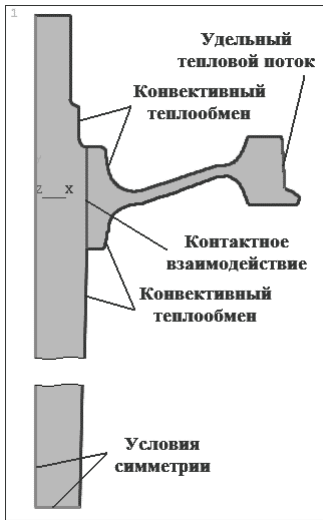 1
Удельный
тепловой поток
Конвективный
теплообмен
z x
Контактное
взаимодействие
Конвективный
теплообмен
Условия
симметрии